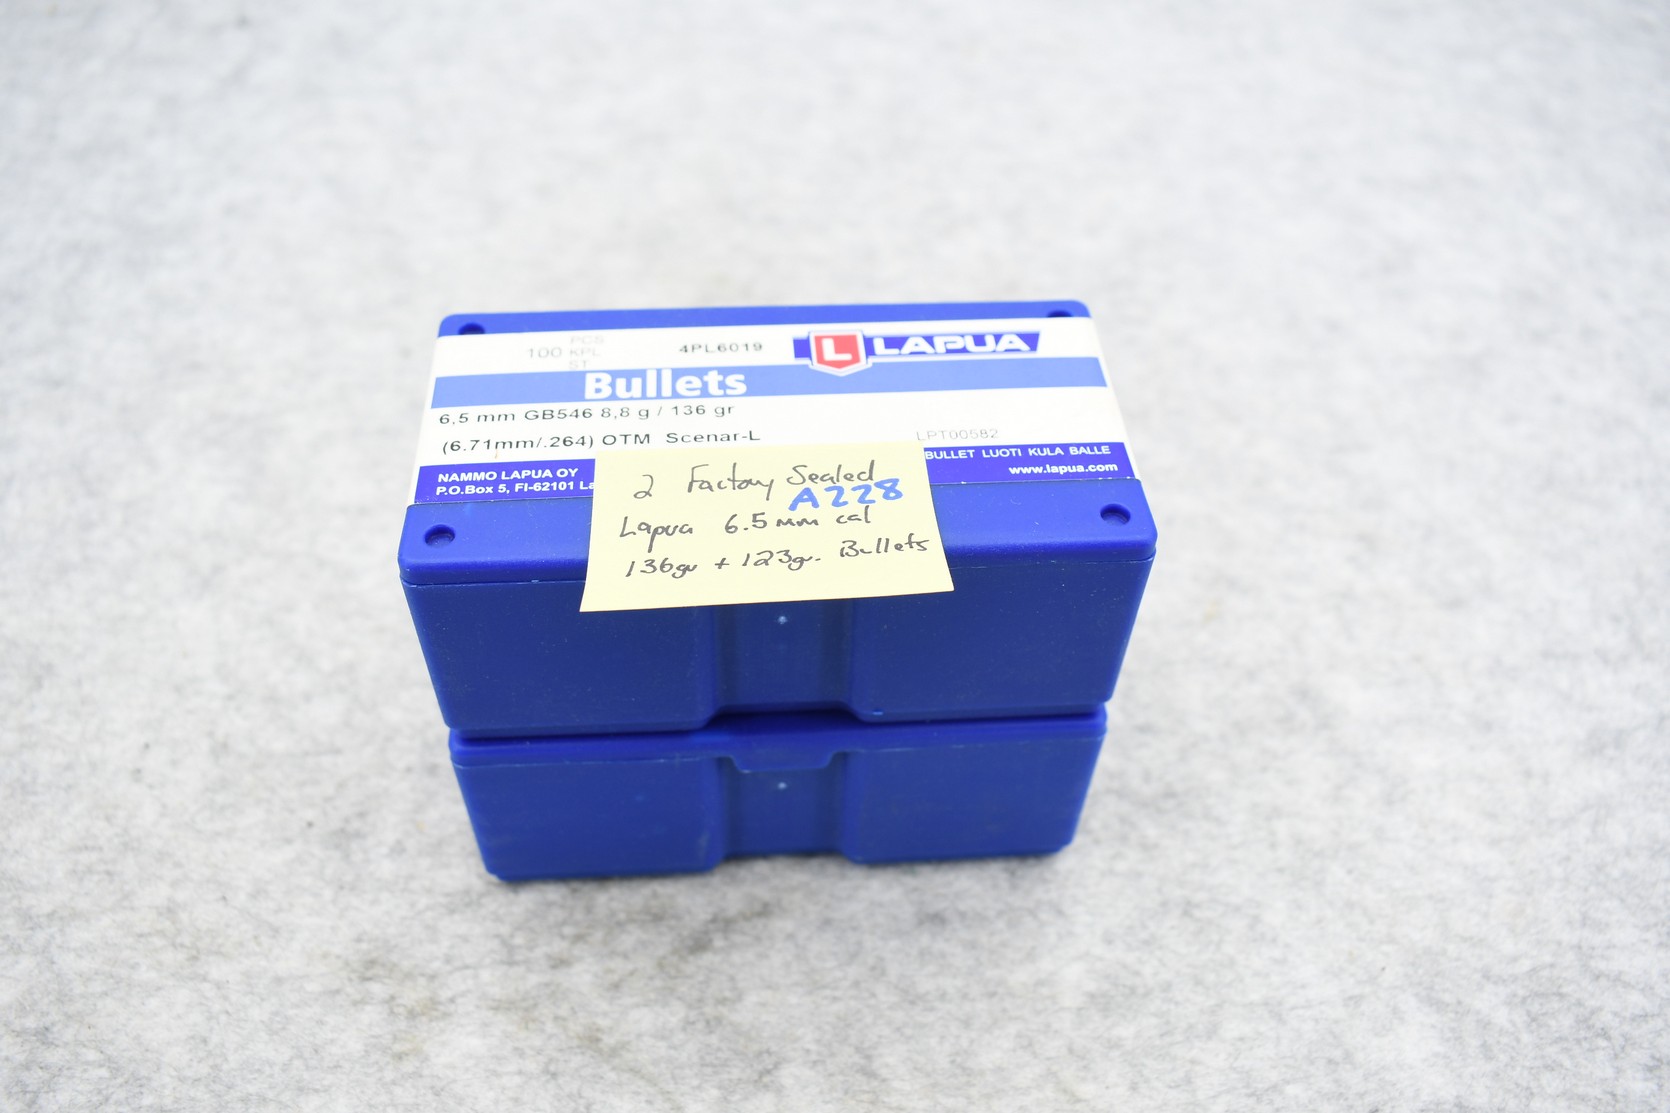 100 PCS KPL ST
4PL6019
L LAPUA
Bullets
6,5 mm GB546 8,8 g / 136 gr
(6.71mm/.264) OTM Scenar-L
LPT00582
NAMMO LAPUA OY
BULLET LUOTI KULA BALLE
P.O.Box 5, FI-62101 La
www.lapua.com
2 Factory Sealed
A228
Lapua 6.5mm cal
136gr + 123gr. Bullets